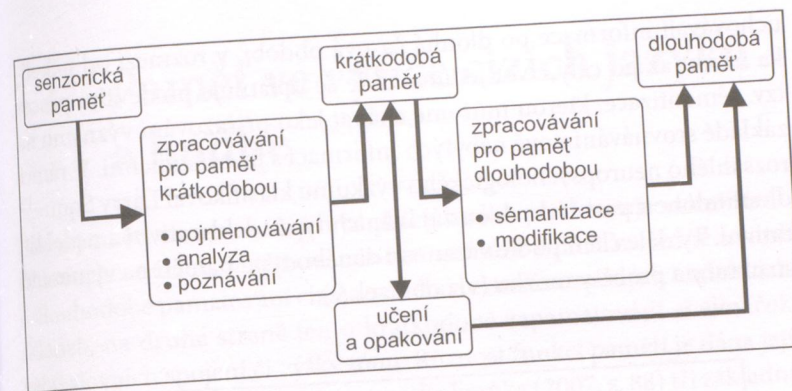 senzorická
paměť
krátkodobá
paměť
dlouhodobá
paměť
zpracovávání
pro paměť
krátkodobou
• pojmenovávání
• analýza
• poznávání
zpracovávání
pro paměť
dlouhodobou
• sémantizace
• modifikace
učení
a opakování